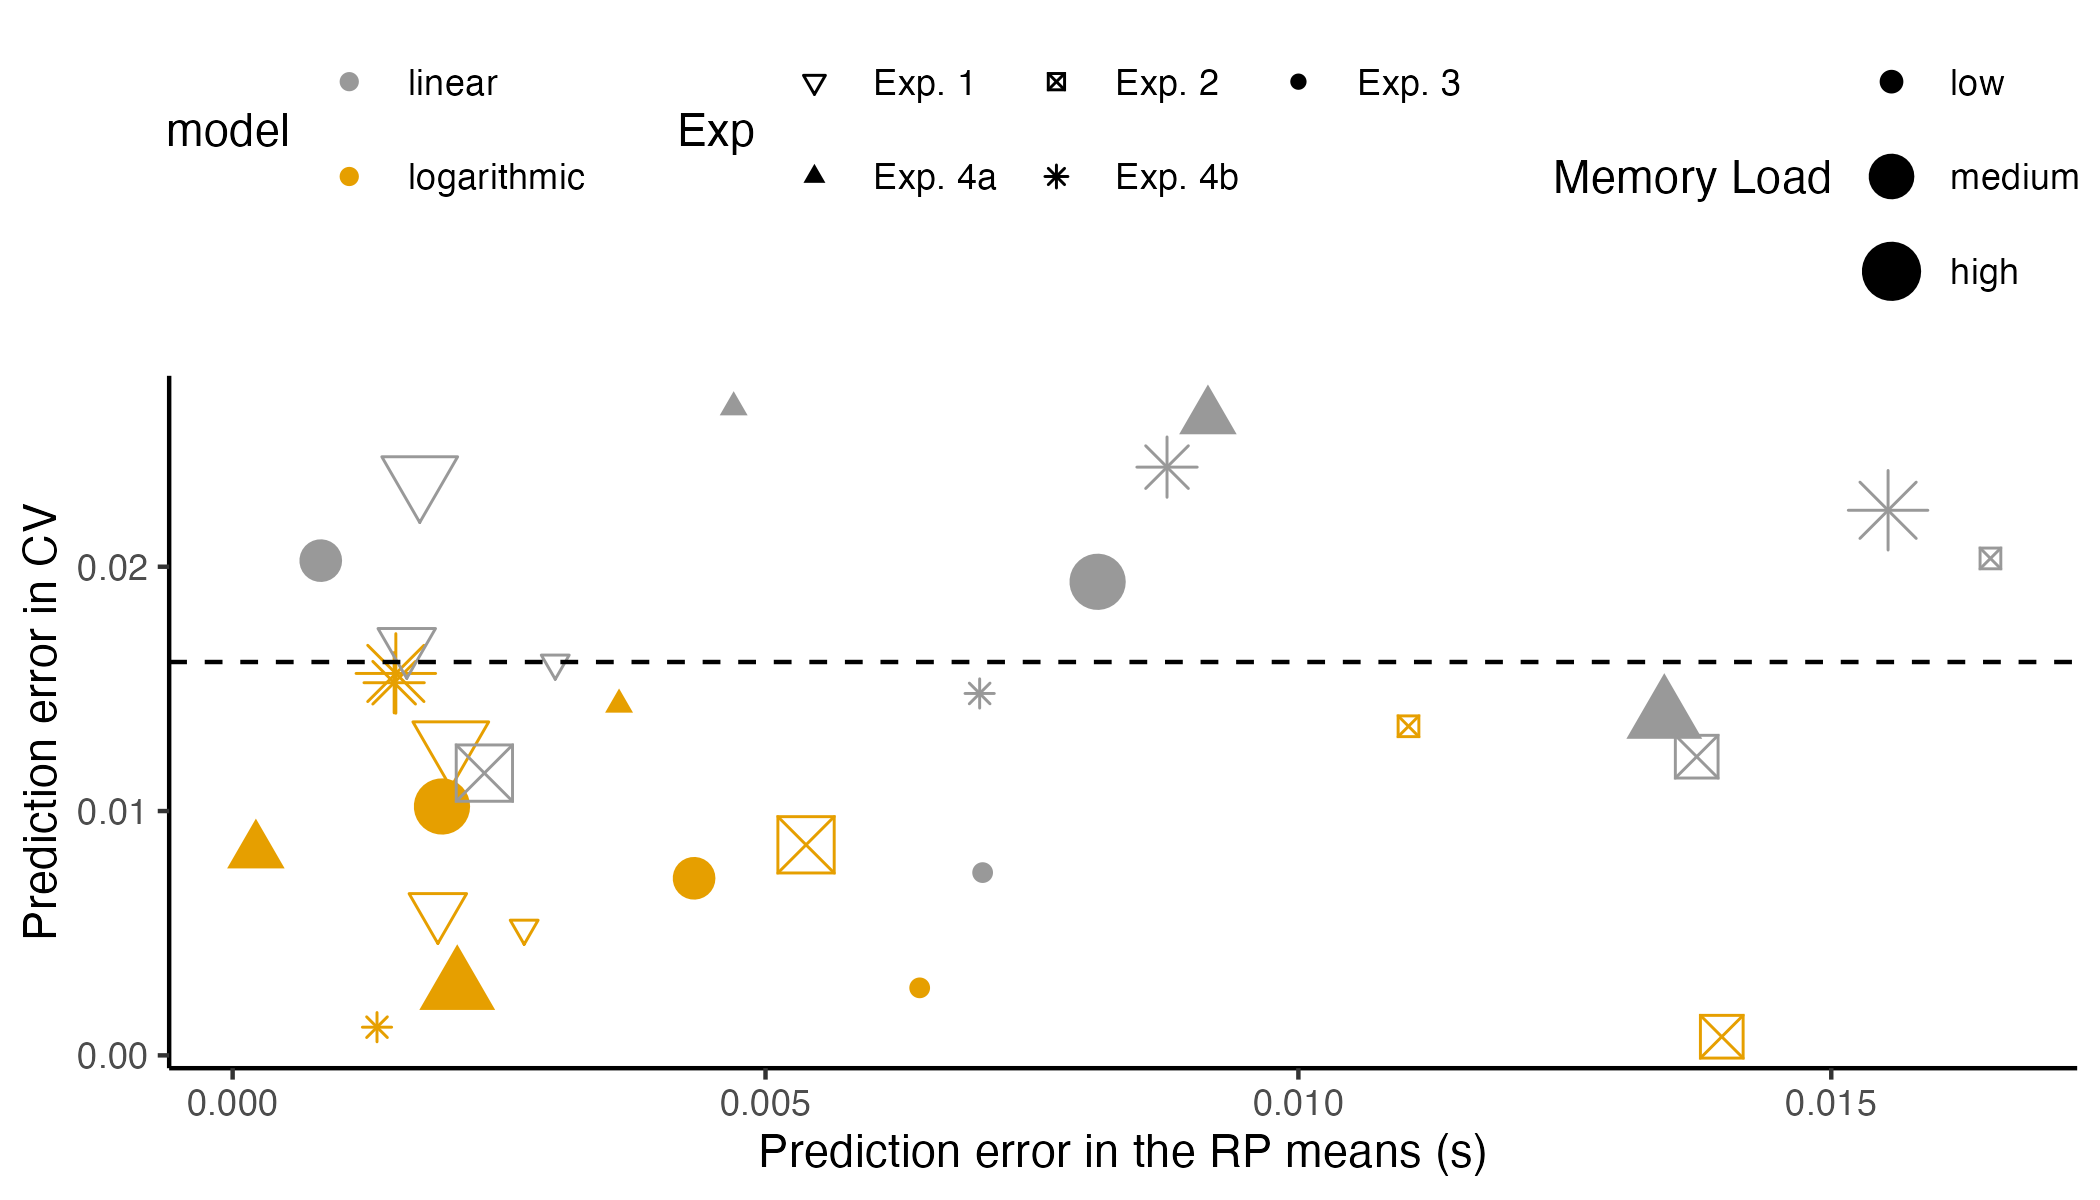 model
linear
logarithmic
Exp
Exp. 1
Exp. 2
Exp. 3
Exp. 4a
Exp. 4b
Memory Load
low
medium
high
Prediction error in CV
0.02
0.01
0.00
0.000
0.005
0.010
0.015
Prediction error in the RP means (s)